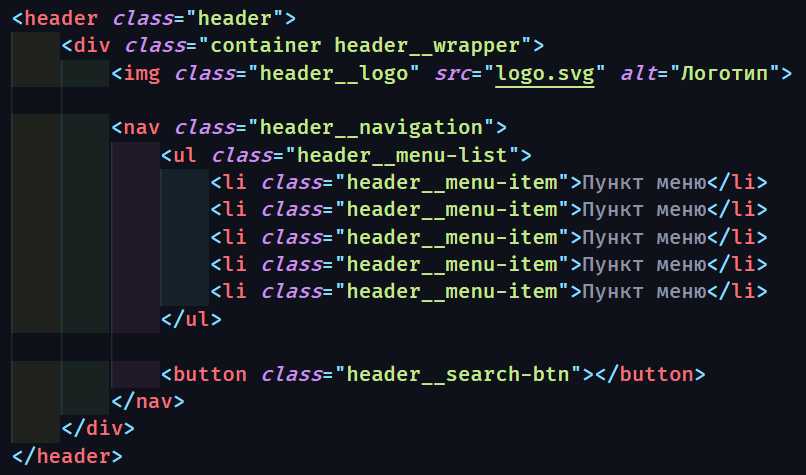 <header class="header">
<div class="container header__wrapper">
<img class="header__logo" src="logo.svg" alt="Логотип">
<nav class="header__navigation">
<ul class="header__menu-list">
<li class="header__menu-item">Пункт меню</li>
<li class="header__menu-item">Пункт меню</li>
<li class="header__menu-item">Пункт меню</li>
<li class="header__menu-item">Пункт меню</li>
<li class="header__menu-item">Пункт меню</li>
</ul>
<button class="header__search-btn"></button>
</nav>
</div>
</header>